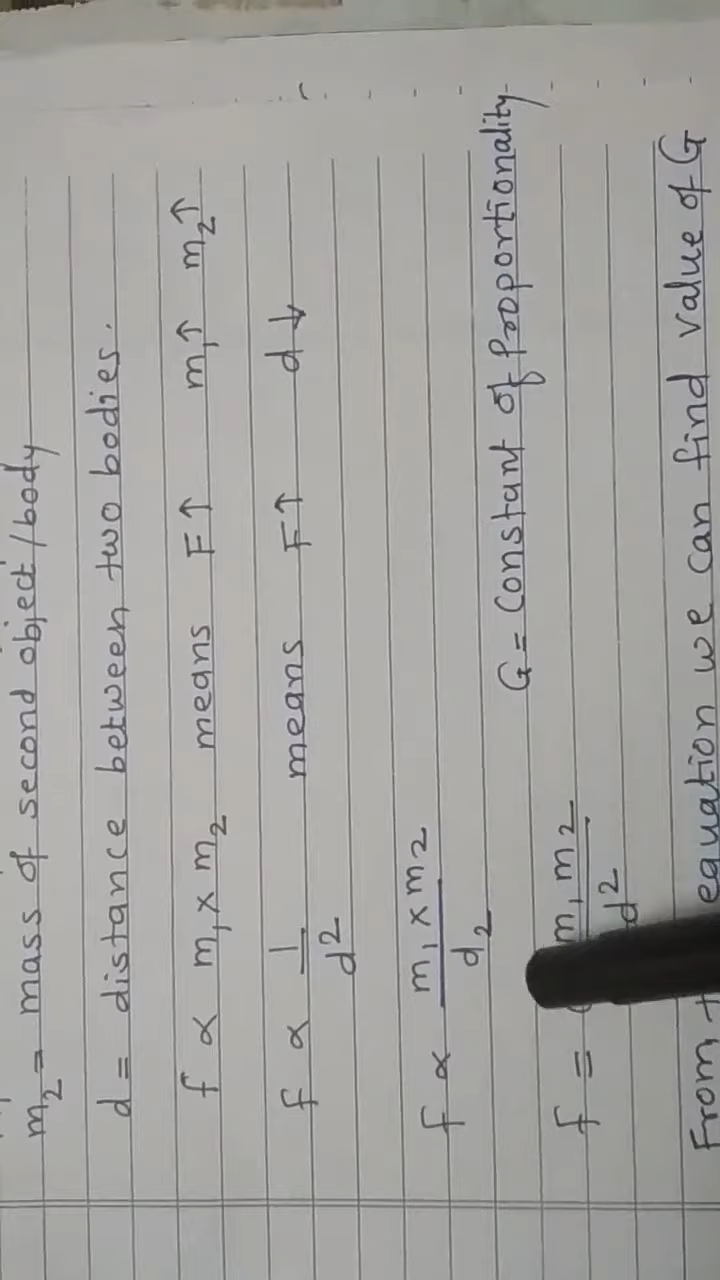 m₂ = mass of second object/body
d = distance between two bodies.
f ∝ m₁ × m₂ means F↑ m₁↑ m₂↑
f ∝ 1/d² means F↑ d↓
f ∝ m₁ × m₂/d₂
G = Constant of Proportionality
f = m₁ m₂/d²
From equation we can find value of G